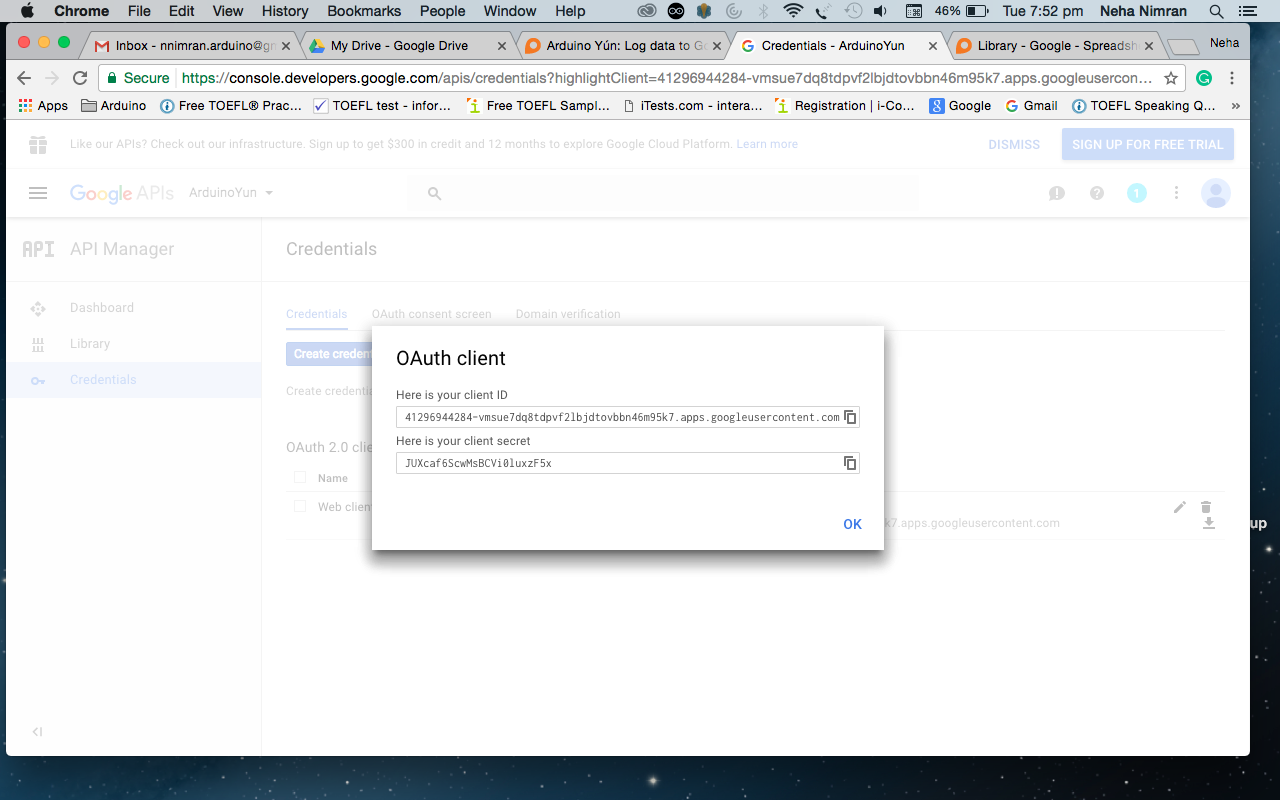 Chrome File Edit View History Bookmarks People Window Help 46% Tue 7:52 pm Neha Nimran
Inbox - nnimran.arduino@gm My Drive - Google Drive Arduino Yún: Log data to Go Credentials - ArduinoYun Library - Google - Spreadsh Neha
Secure https://console.developers.google.com/apis/credentials?highlightClient=41296944284-vmsue7dq8tdpvf2lbjdtovbbn46m95k7.apps.googleusercon...
Apps Arduino Free TOEFL® Prac... TOEFL test - infor... Free TOEFL Sampl... iTests.com - intera... Registration | i-Co... Google Gmail TOEFL Speaking Q... »
Like our APIs? Check out our infrastructure. Sign up to get $300 in credit and 12 months to explore Google Cloud Platform. Learn more DISMISS SIGN UP FOR FREE TRIAL
Google APIs ArduinoYun 1
API API Manager Credentials
Dashboard
Library
Credentials
Credentials OAuth consent screen Domain verification
Create creden
Create credentia
OAuth 2.0 clie
Name
Web clien
k7.apps.googleusercontent.com
up
OAuth client
Here is your client ID
41296944284-vmsue7dq8tdpvf2lbjdtovbbn46m95k7.apps.googleusercontent.com
Here is your client secret
JUXcaf6ScwMsBCVi0luxzF5x
OK